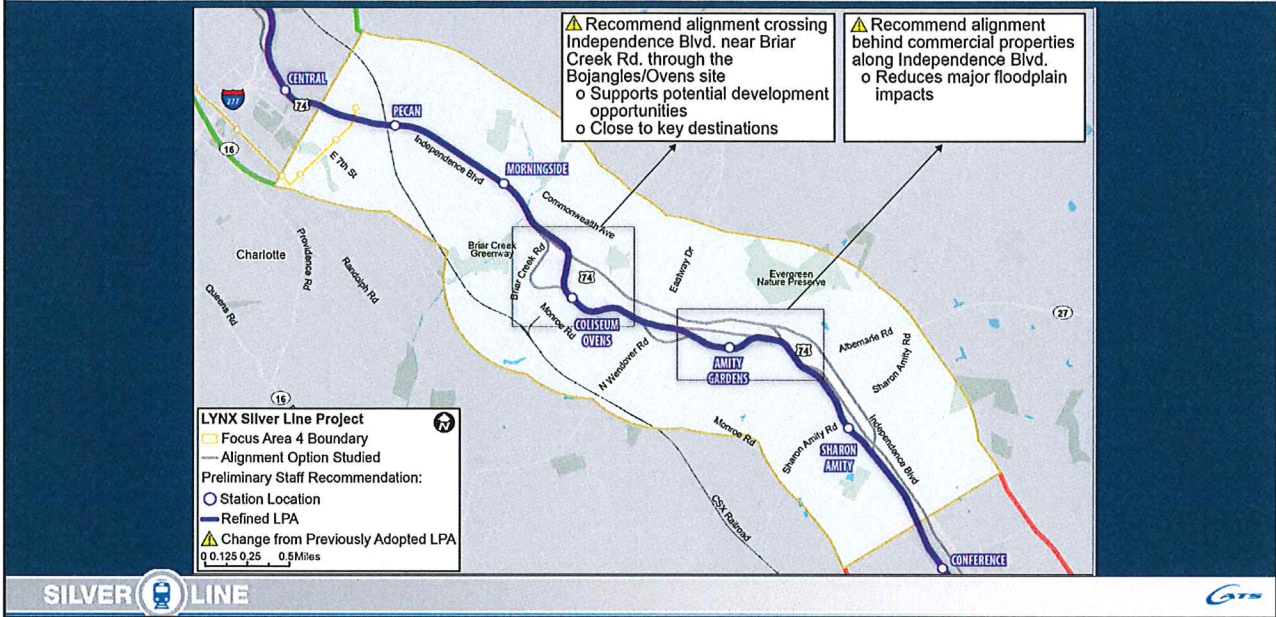 ⚠ Recommend alignment crossing
Independence Blvd. near Briar
Creek Rd. through the
Bojangles/Ovens site
o Supports potential development
opportunities
o Close to key destinations
⚠ Recommend alignment
behind commercial properties
along Independence Blvd.
o Reduces major floodplain
impacts
CENTRAL
277
74
PECAN
16
E 7th St
Independence Blvd
MORNINGSIDE
Commonwealth Ave
Briar Creek
Greenway
Briar Creek Rd
74
Eastway Dr
Evergreen
Nature Preserve
Charlotte
Providence Rd
Randolph Rd
Queens Rd
COLISEUM
OVENS
Monroe Rd
N Wendover Rd
27
Albemarle Rd
Sharon Amity Rd
AMITY
GARDENS
74
16
Monroe Rd
Sharon Amity Rd
SHARON
AMITY
Independence Blvd
CSX Railroad
CONFERENCE
LYNX Silver Line Project
N
Focus Area 4 Boundary
Alignment Option Studied
Preliminary Staff Recommendation:
Station Location
Refined LPA
⚠ Change from Previously Adopted LPA
0 0.125 0.25 0.5Miles
SILVER LINE
CATS